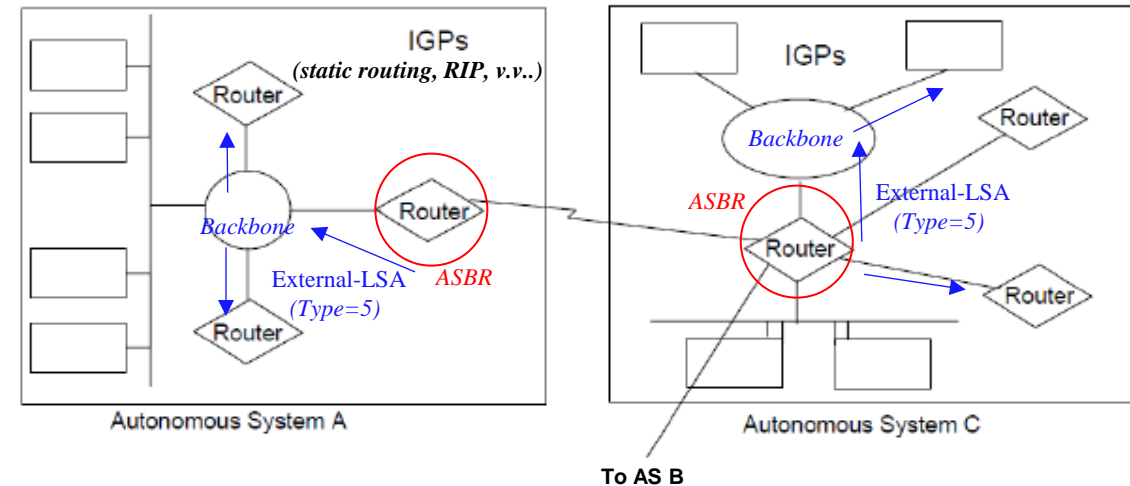 IGPs
(static routing, RIP, v.v..)
Router
Backbone
Router
ASBR
External-LSA
(Type=5)
Router
Autonomous System A
IGPs
Router
Backbone
External-LSA
(Type=5)
ASBR
Router
Router
Autonomous System C
To AS B